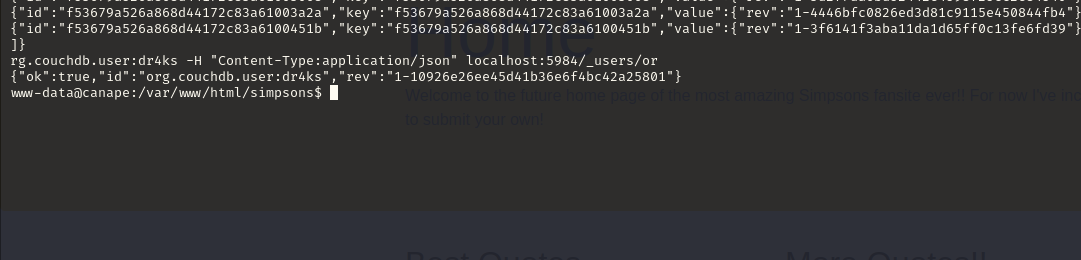 {"id":"f53679a526a868d44172c83a61003a2a","key":"f53679a526a868d44172c83a61003a2a","value":{"rev":"1-4446bfc0826ed3d81c9115e450844fb4"}
{"id":"f53679a526a868d44172c83a6100451b","key":"f53679a526a868d44172c83a6100451b","value":{"rev":"1-3f6141f3aba11da1d65ff0c13fe6fd39"}
]}
rg.couchdb.user:dr4ks -H "Content-Type:application/json" localhost:5984/_users/or
{"ok":true,"id":"org.couchdb.user:dr4ks","rev":"1-10926e26ee45d41b36e6f4bc42a25801"}
www-data@canape:/var/www/html/simpsons$
Home
Welcome to the future home page of the most amazing Simpsons fansite ever!! For now I've inc
to submit your own!
Best Quotes
More Quotes!!